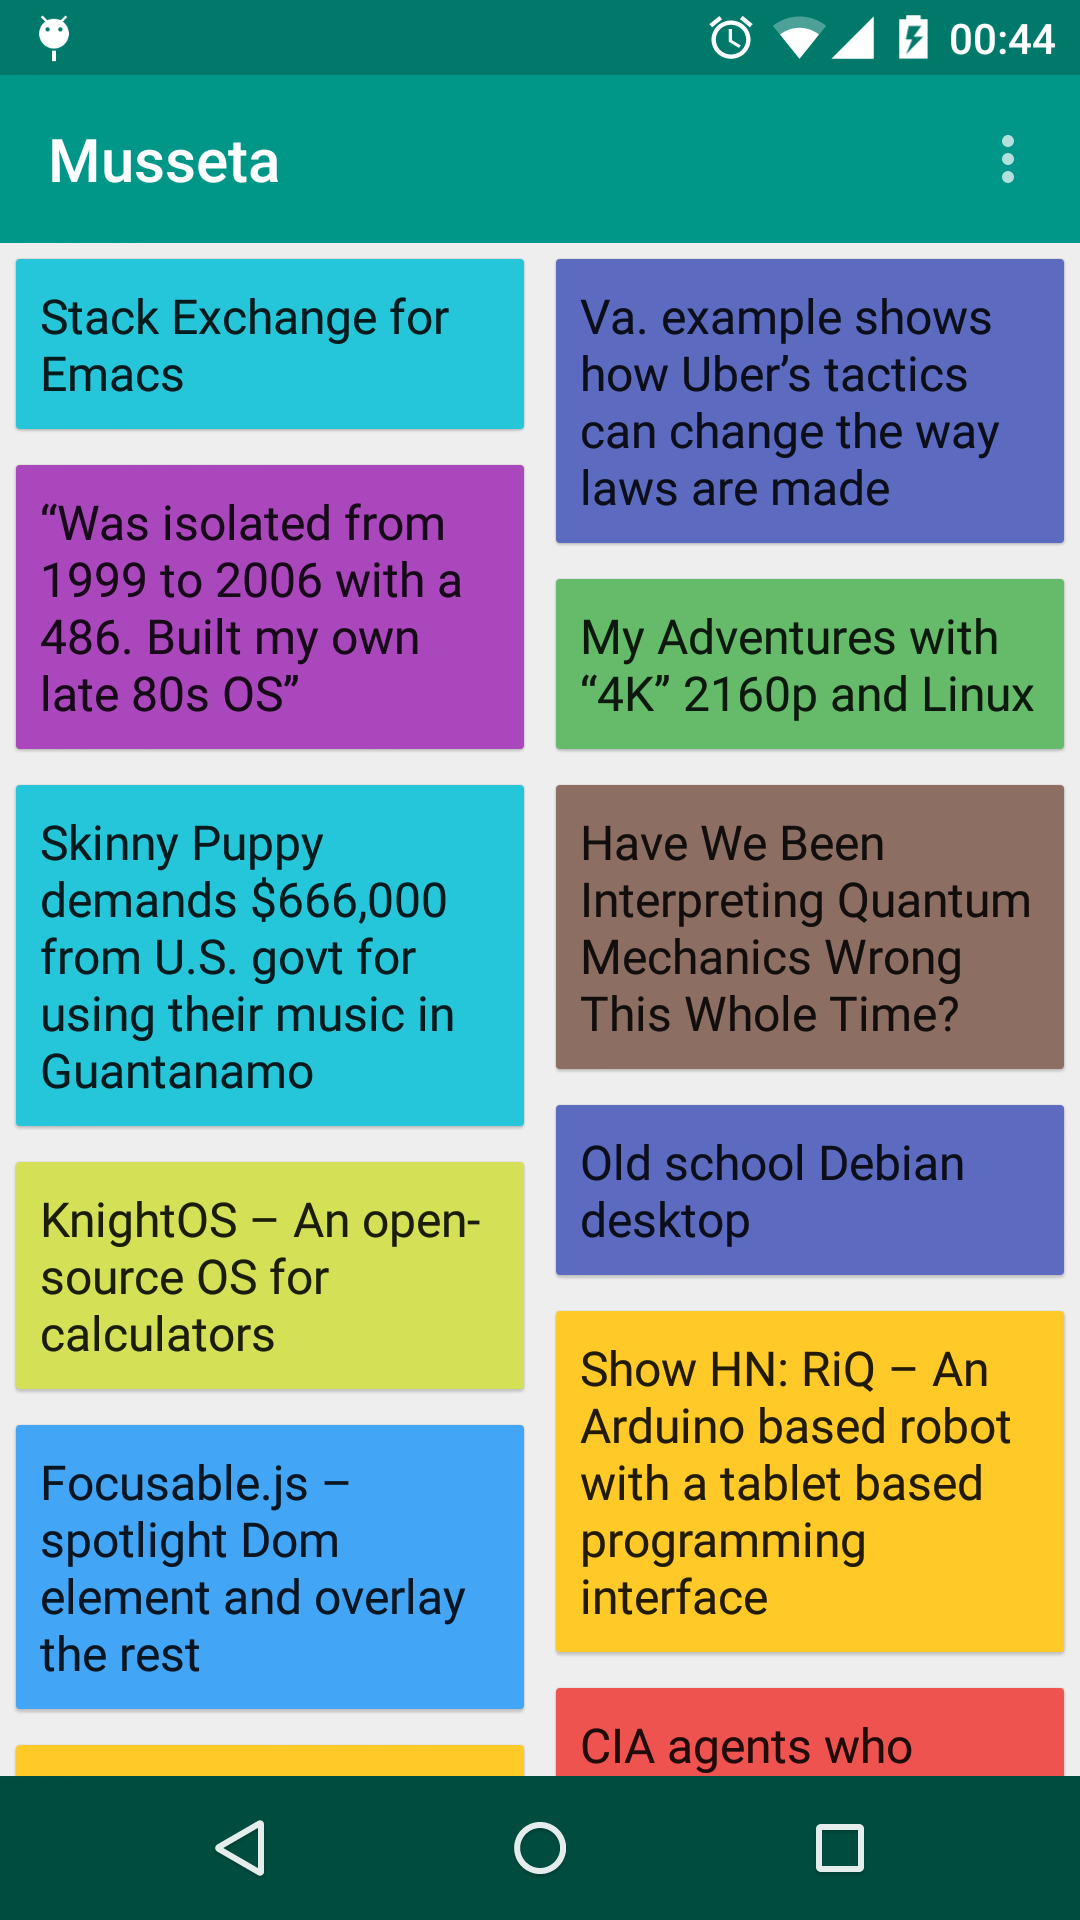 00:44
Musseta
Stack Exchange for
Emacs
“Was isolated from
1999 to 2006 with a
486. Built my own
late 80s OS”
Skinny Puppy
demands $666,000
from U.S. govt for
using their music in
Guantanamo
KnightOS – An open-
source OS for
calculators
Focusable.js –
spotlight Dom
element and overlay
the rest
Va. example shows
how Uber’s tactics
can change the way
laws are made
My Adventures with
“4K” 2160p and Linux
Have We Been
Interpreting Quantum
Mechanics Wrong
This Whole Time?
Old school Debian
desktop
Show HN: RiQ – An
Arduino based robot
with a tablet based
programming
interface
CIA agents who